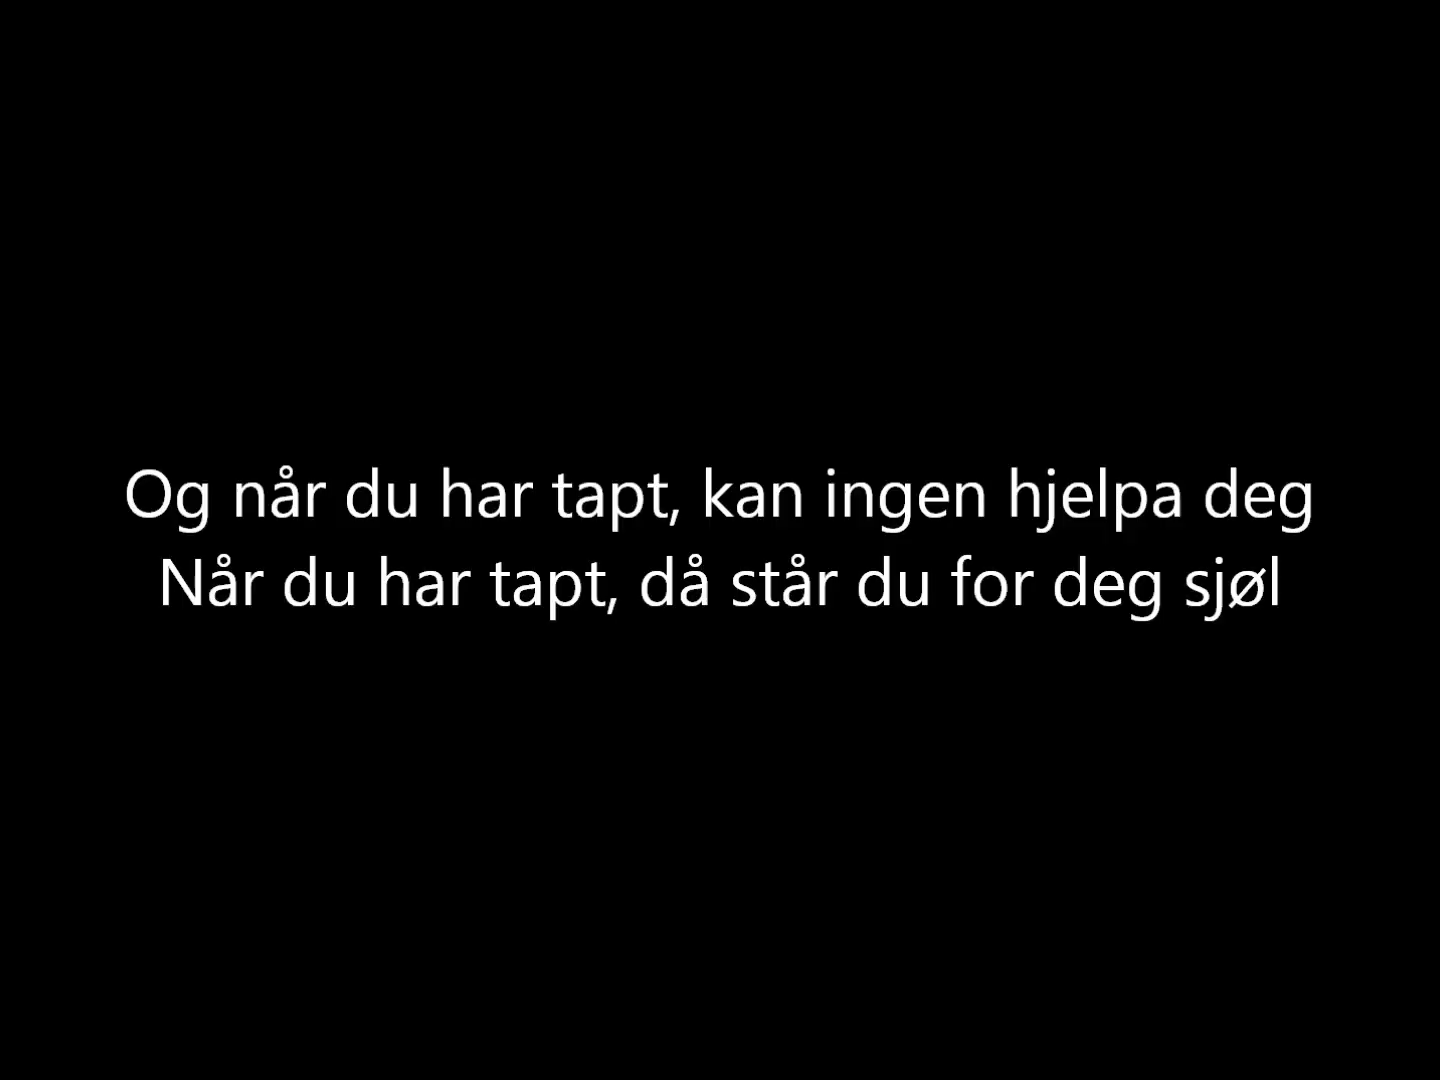 Og når du har tapt, kan ingen hjelpa deg
Når du har tapt, då står du for deg sjøl